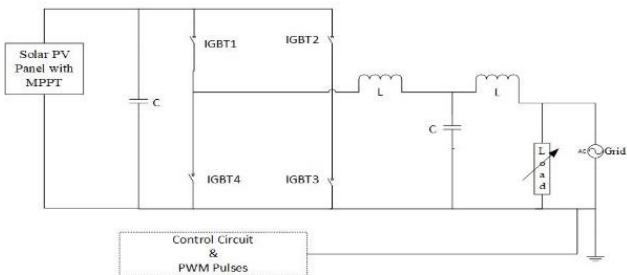 Solar PV
Panel with
MPPT
C
IGBT1
IGBT2
IGBT4
IGBT3
L
L
C
L
o
a
d
AC
Grid
Control Circuit
&
PWM Pulses